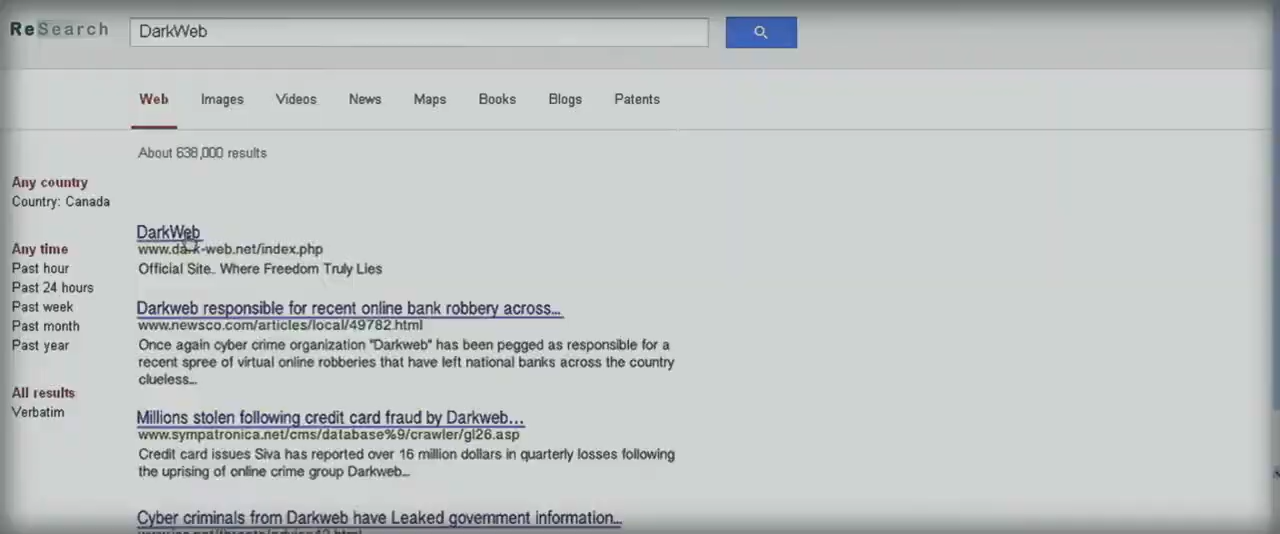 ReSearch
DarkWeb
Web Images Videos News Maps Books Blogs Patents
About 638,000 results
Any country
Country: Canada
Any time
Past hour
Past 24 hours
Past week
Past month
Past year
All results
Verbatim
DarkWeb
www.dark-web.net/index.php
Official Site.. Where Freedom Truly Lies
Darkweb responsible for recent online bank robbery across...
www.newsco.com/articles/local/49782.html
Once again cyber crime organization "Darkweb" has been pegged as responsible for a
recent spree of virtual online robberies that have left national banks across the country
clueless...
Millions stolen following credit card fraud by Darkweb...
www.sympatronica.net/cms/database%9/crawler/gl26.asp
Credit card issues Siva has reported over 16 million dollars in quarterly losses following
the uprising of online crime group Darkweb...
Cyber criminals from Darkweb have Leaked government information...